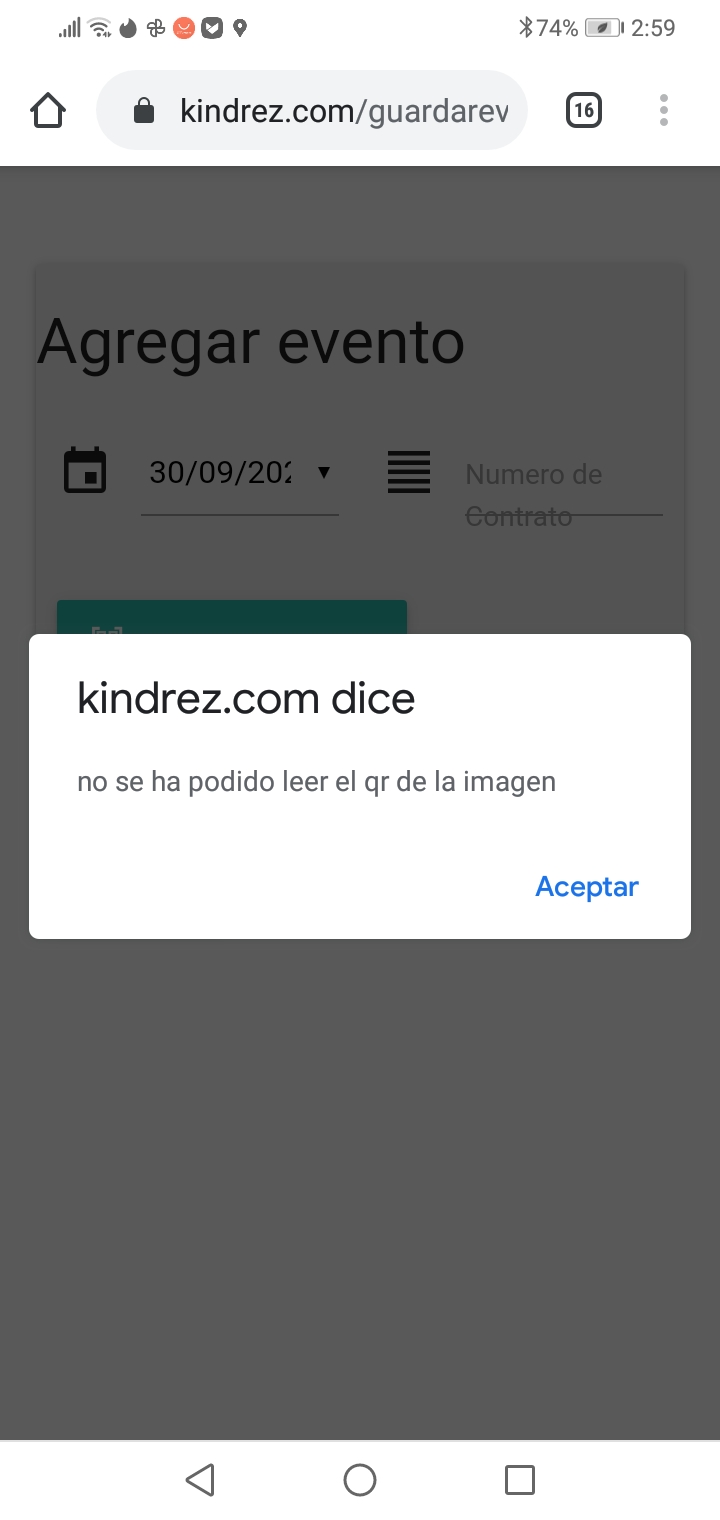 74% 2:59
kindrez.com/guardarev
16
Agregar evento
30/09/202
Numero de
Contrato
kindrez.com dice
no se ha podido leer el qr de la imagen
Aceptar